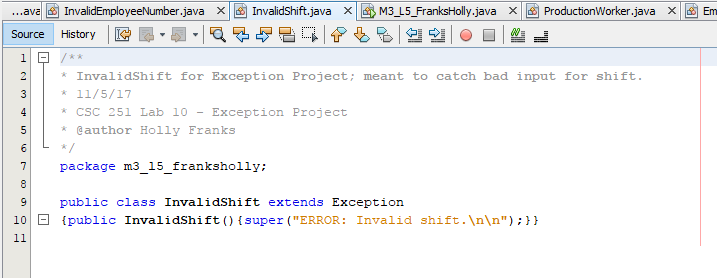 ...ava InvalidEmployeeNumber.java InvalidShift.java M3_L5_FranksHolly.java ProductionWorker.java Em
Source History
1 /**
2 * InvalidShift for Exception Project; meant to catch bad input for shift.
3 * 11/5/17
4 * CSC 251 Lab 10 - Exception Project
5 * @author Holly Franks
6 */
7 package m3_l5_franksholly;
8
9 public class InvalidShift extends Exception
10 {public InvalidShift(){super("ERROR: Invalid shift.\n\n");}}
11